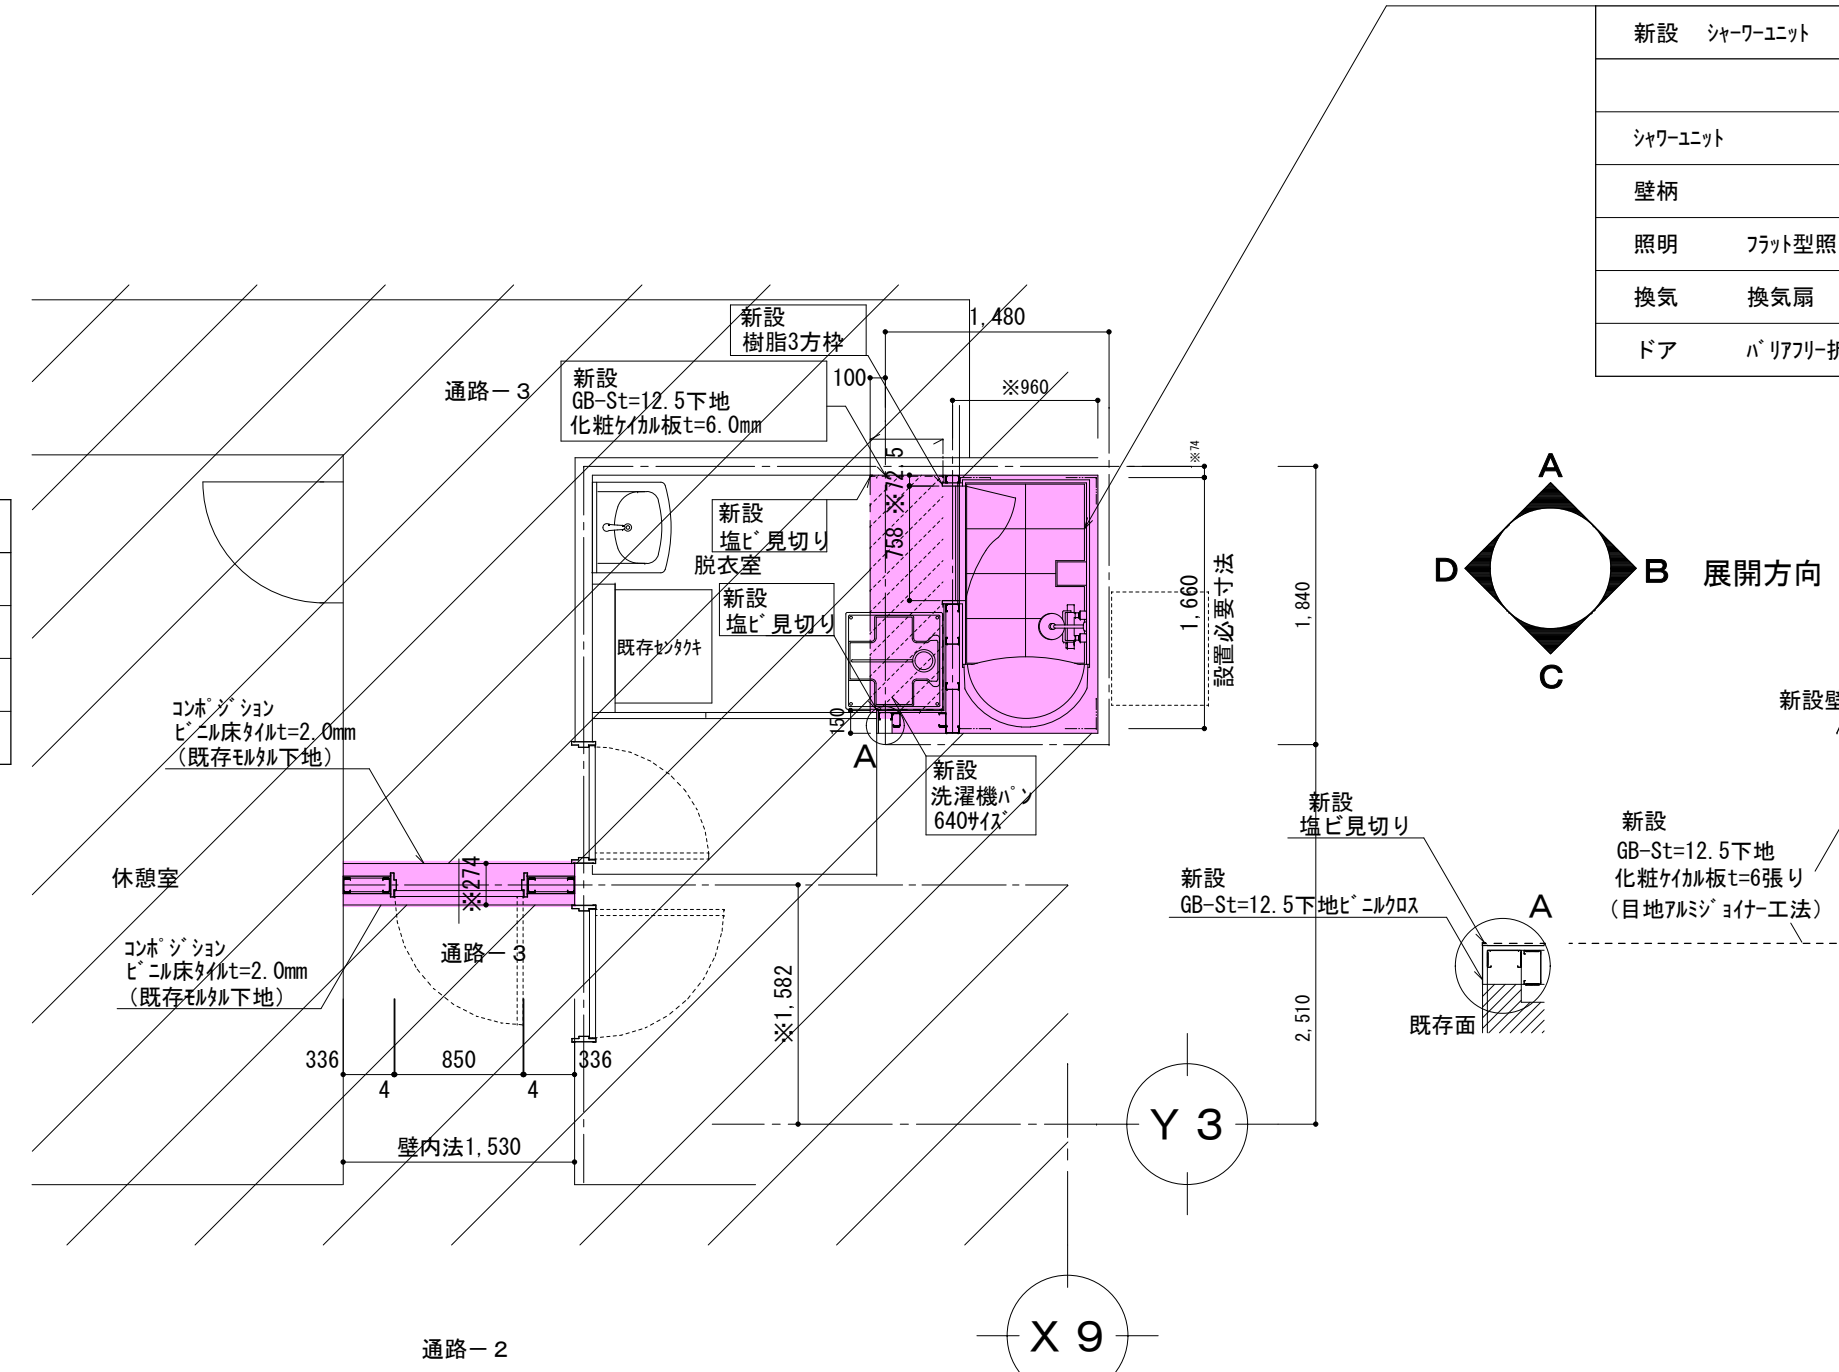 新設　シャーワーユニット
シャワーユニット
壁柄
照明　フラット型照
換気　換気扇
ドア　バリアフリー折
新設
樹脂3方枠
1,480
通路－3
新設
GB-St=12.5下地
化粧ケイカル板t=6.0mm
100
※960
※74
※72.5
新設
塩ビ見切り
脱衣室
758
新設
塩ビ見切り
既存センタクキ
1,660
設置必要寸法
1,840
A
D
B
展開方向
C
コンポジション
ビニル床タイルt=2.0mm
(既存モルタル下地)
150
A
新設
洗濯機パン
640サイズ
新設壁
新設
塩ビ見切り
新設
GB-St=12.5下地
化粧ケイカル板t=6張り
(目地アルミジョイナー工法)
休憩室
※274
新設
GB-St=12.5下地ビニルクロス
A
コンポジション
ビニル床タイルt=2.0mm
(既存モルタル下地)
通路－3
※1,582
2,510
既存面
336
850
336
4
4
壁内法1,530
Y3
X9
通路－2